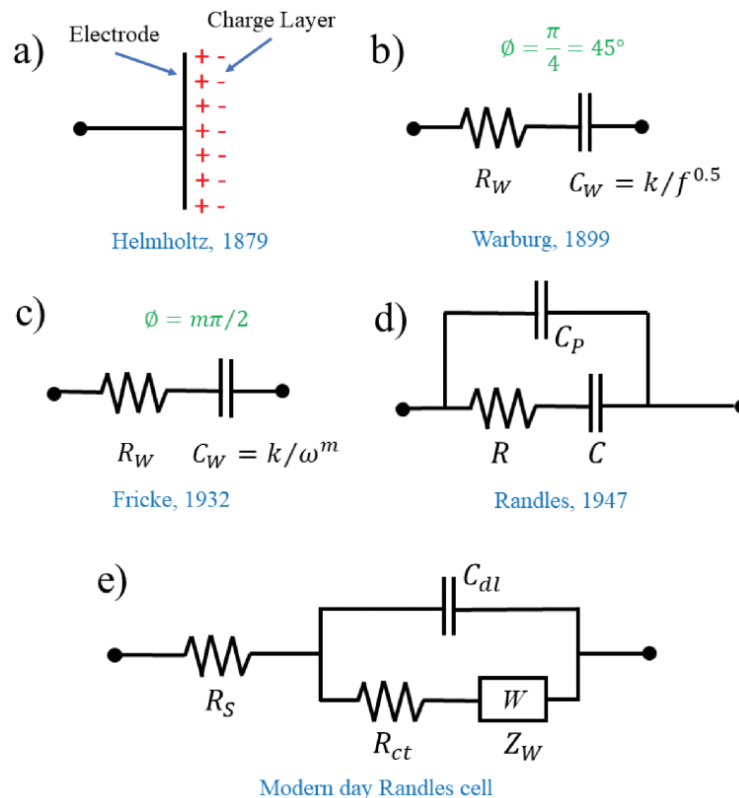 a)
Electrode
Charge Layer
+ -
+ -
+ -
+ -
+ -
+ -
+ -
Helmholtz, 1879
b)
∅ = π/4 = 45°
R_W
C_W = k/f^0.5
Warburg, 1899
c)
∅ = mπ/2
R_W
C_W = k/ω^m
Fricke, 1932
d)
C_P
R
C
Randles, 1947
e)
C_dl
R_S
R_ct
W
Z_W
Modern day Randles cell